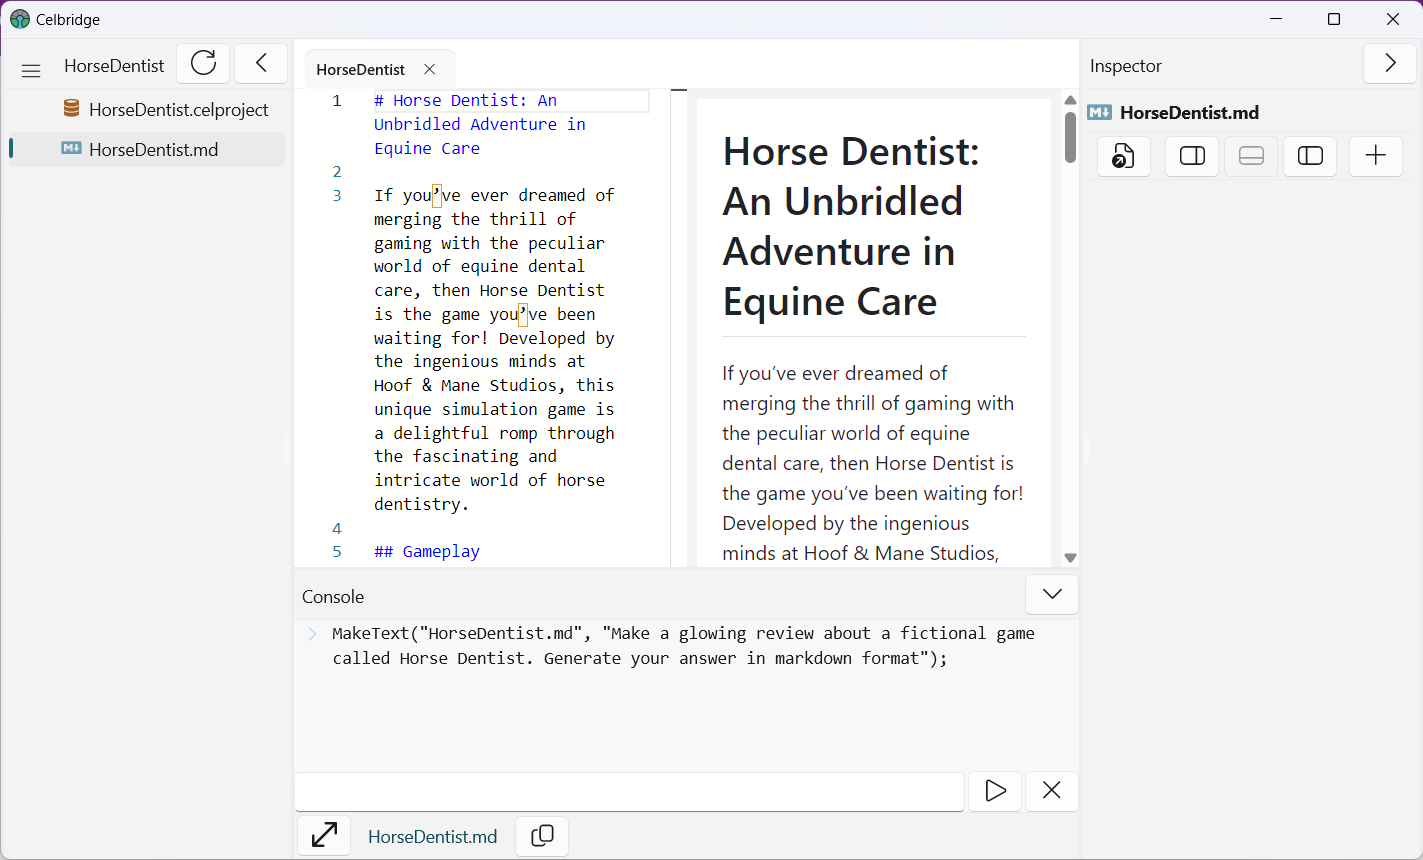 Celbridge
HorseDentist
HorseDentist.celproject
M↓ HorseDentist.md
HorseDentist
1 # Horse Dentist: An
Unbridled Adventure in
Equine Care
2
3 If you’ve ever dreamed of
merging the thrill of
gaming with the peculiar
world of equine dental
care, then Horse Dentist
is the game you’ve been
waiting for! Developed by
the ingenious minds at
Hoof & Mane Studios, this
unique simulation game is
a delightful romp through
the fascinating and
intricate world of horse
dentistry.
4
5 ## Gameplay
Horse Dentist:
An Unbridled
Adventure in
Equine Care
If you’ve ever dreamed of
merging the thrill of gaming with
the peculiar world of equine
dental care, then Horse Dentist is
the game you’ve been waiting for!
Developed by the ingenious
minds at Hoof & Mane Studios,
Inspector
M↓ HorseDentist.md
Console
MakeText("HorseDentist.md", "Make a glowing review about a fictional game
called Horse Dentist. Generate your answer in markdown format");
HorseDentist.md